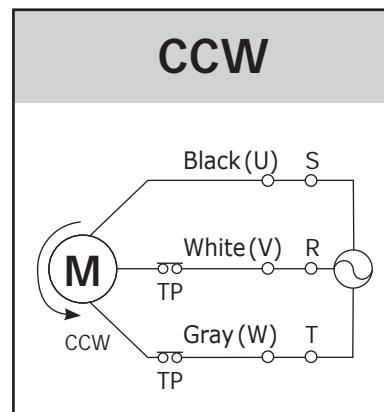 CCW
Black (U) S
White (V) R
M
TP
CCW
Gray (W) T
TP